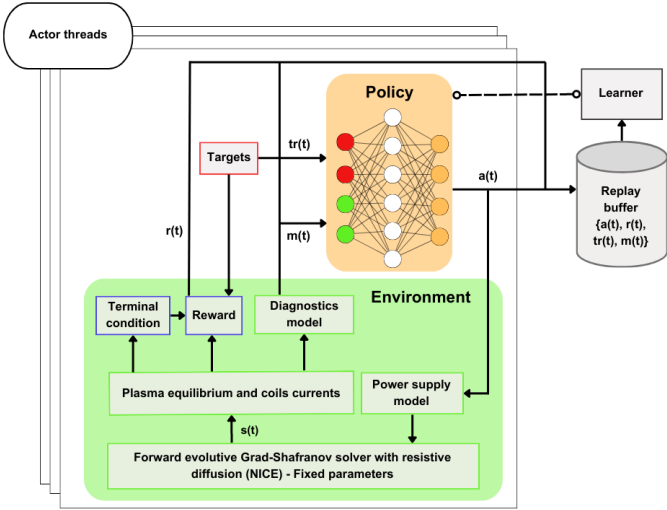 Actor threads
Policy
Learner
Targets
tr(t)
a(t)
Replay
buffer
{a(t), r(t),
tr(t), m(t)}
r(t)
m(t)
Environment
Terminal
condition
Reward
Diagnostics
model
Plasma equilibrium and coils currents
Power supply
model
s(t)
Forward evolutive Grad-Shafranov solver with resistive
diffusion (NICE) - Fixed parameters